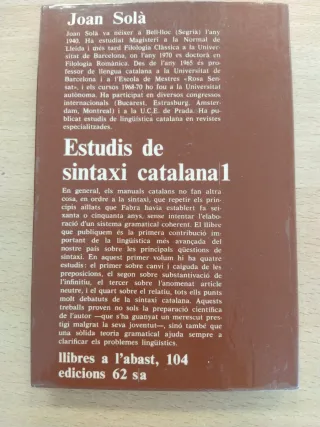 Joan Solà
Joan Solà va néixer a Bell-lloc (Segrià) l'any
1940. Ha estudiat Magisteri a la Normal de
Lleida i més tard Filologia Clàssica a la Univer-
sitat de Barcelona, on l'any 1970 es doctorà en
Filologia Romànica. Des de l'any 1965 és pro-
fessor de llengua catalana a la Universitat de
Barcelona i a l'Escola de Mestres «Rosa Sen-
sat», i els cursos 1968-70 ho fou a la Universitat
autònoma. Ha participat en diversos congressos
internacionals (Bucarest, Estrasburg, Amster-
dam, Montreal) i a la U.C.E. de Prada. Ha pu-
blicat estudis de lingüística catalana en revistes
especialitzades.
Estudis de
sintaxi catalana/1
En general, els manuals catalans no fan altra
cosa, en ordre a la sintaxi, que repetir els prin-
cipis aïllats que Fabra havia establert fa sei-
xanta o cinquanta anys, sense intentar l'elabo-
ració d'un sistema gramatical coherent. El llibre
que publiquem és la primera contribució im-
portant de la lingüística més avançada del
nostre país sobre les principals qüestions de
sintaxi. En aquest primer volum hi ha quatre
estudis: el primer sobre canvi i caiguda de les
preposicions, el segon sobre substantivació de
l'infinitiu, el tercer sobre l'anomenat article
neutre, i el quart sobre el relatiu, tots ells punts
molt debatuts de la sintaxi catalana. Aquests
treballs proven no sols la preparació científica
de l'autor —que s'ha guanyat un merescut pres-
tigi malgrat la seva joventut—, sinó també que
una sòlida teoria gramatical ajuda sempre a
clarificar els problemes lingüístics.
llibres a l'abast, 104
edicions 62 s/a